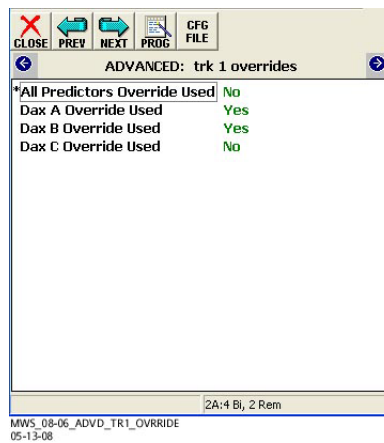 CLOSE PREV NEXT PROG CFG FILE
ADVANCED: trk 1 overrides
*All Predictors Override Used No
Dax A Override Used Yes
Dax B Override Used Yes
Dax C Override Used No
2A:4 Bi, 2 Rem
MWS_08-06_ADVD_TR1_OVRRIDE
05-13-08